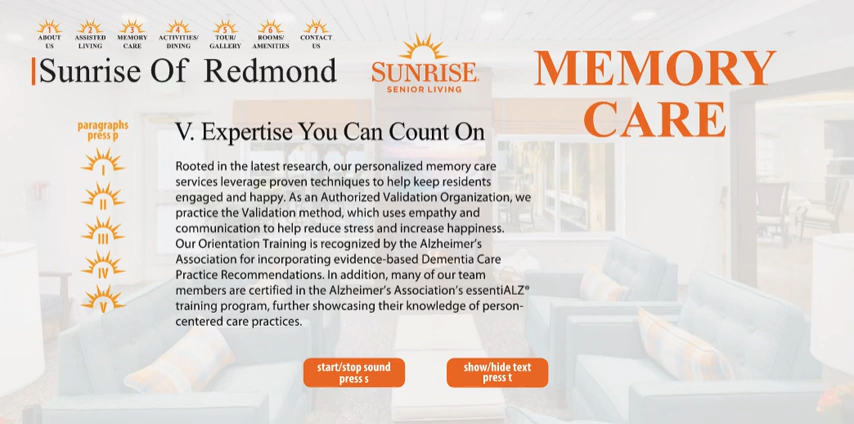 1 2 3 4 5 6 7
ABOUT US
ASSISTED LIVING
MEMORY CARE
ACTIVITIES/ DINING
TOUR/ GALLERY
ROOMS/ AMENITIES
CONTACT US
Sunrise Of Redmond
SUNRISE
SENIOR LIVING
MEMORY
CARE
paragraphs
press p
I
II
III
IV
V
V. Expertise You Can Count On
Rooted in the latest research, our personalized memory care
services leverage proven techniques to help keep residents
engaged and happy. As an Authorized Validation Organization, we
practice the Validation method, which uses empathy and
communication to help reduce stress and increase happiness.
Our Orientation Training is recognized by the Alzheimer's
Association for incorporating evidence-based Dementia Care
Practice Recommendations. In addition, many of our team
members are certified in the Alzheimer's Association's essentiALZ®
training program, further showcasing their knowledge of person-
centered care practices.
start/stop sound
press s
show/hide text
press t